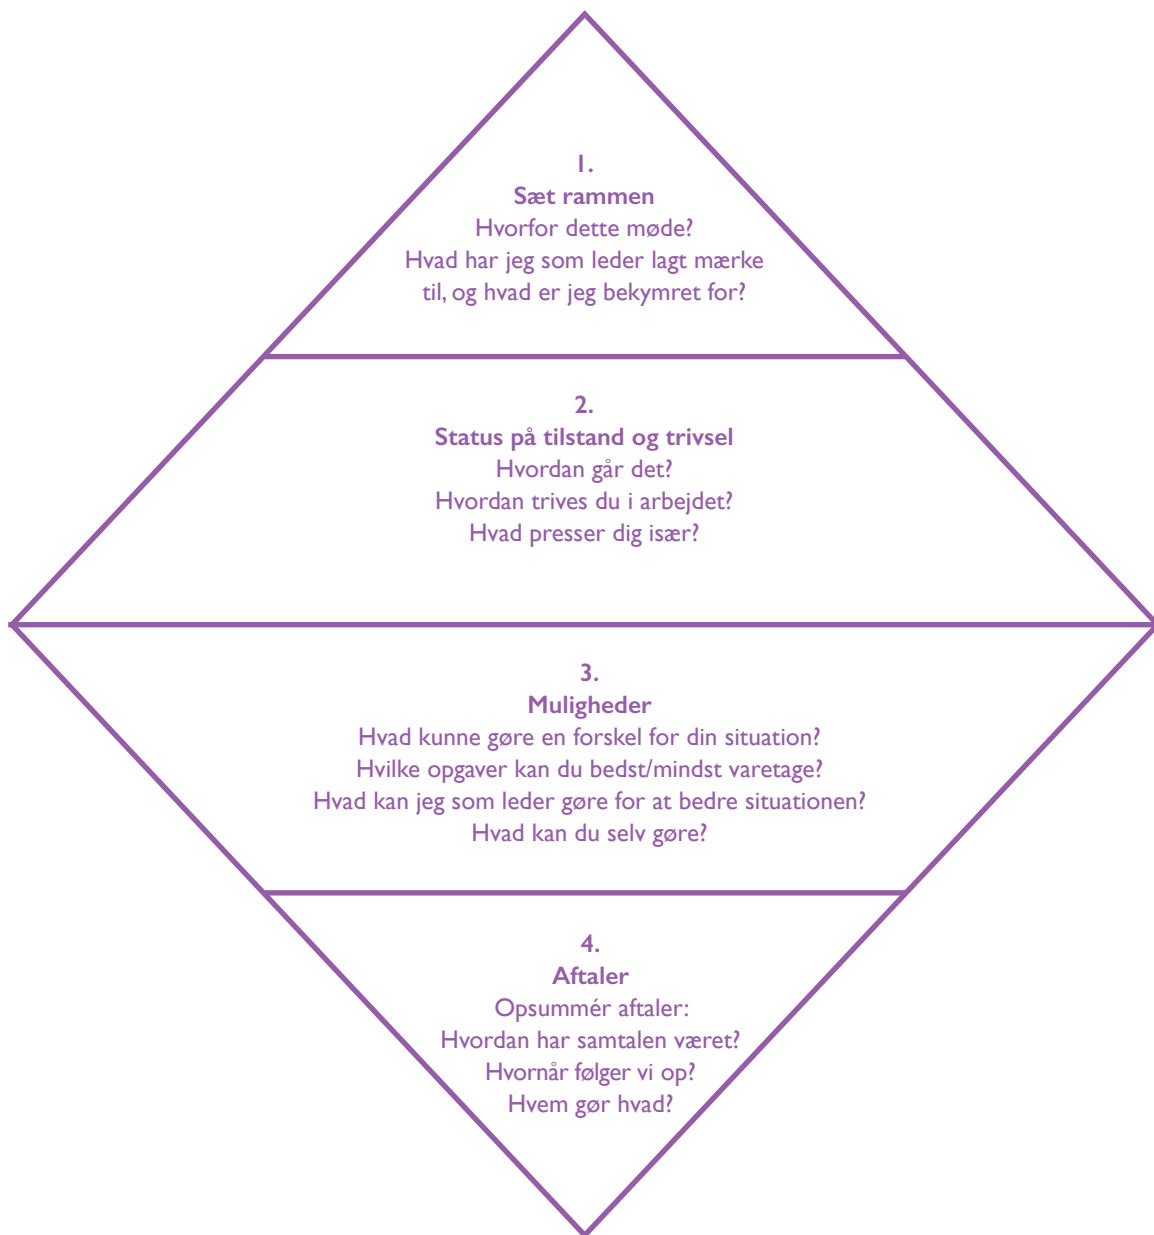 1.
Sæt rammen
Hvorfor dette møde?
Hvad har jeg som leder lagt mærke
til, og hvad er jeg bekymret for?
2.
Status på tilstand og trivsel
Hvordan går det?
Hvordan trives du i arbejdet?
Hvad presser dig især?
3.
Muligheder
Hvad kunne gøre en forskel for din situation?
Hvilke opgaver kan du bedst/mindst varetage?
Hvad kan jeg som leder gøre for at bedre situationen?
Hvad kan du selv gøre?
4.
Aftaler
Opsummér aftaler:
Hvordan har samtalen været?
Hvornår følger vi op?
Hvem gør hvad?